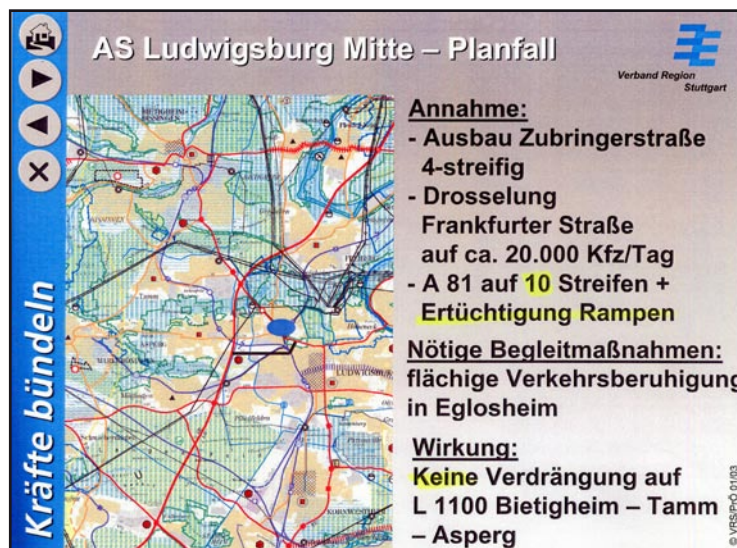 AS Ludwigsburg Mitte – Planfall
Verband Region
Stuttgart
Annahme:
- Ausbau Zubringerstraße
4-streifig
- Drosselung
Frankfurter Straße
auf ca. 20.000 Kfz/Tag
- A 81 auf 10 Streifen +
Ertüchtigung Rampen
Nötige Begleitmaßnahmen:
flächige Verkehrsberuhigung
in Eglosheim
Wirkung:
Keine Verdrängung auf
L 1100 Bietigheim – Tamm
– Asperg
Kräfte bündeln
© VRS/PrÖ 01/03
Tamm
LUDWIGSBURG